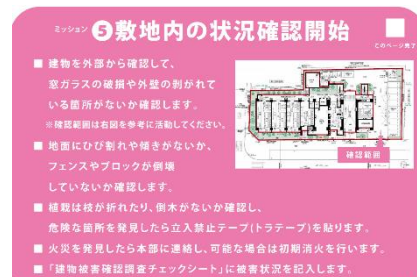 ミッション ❺敷地内の状況確認開始
このページ完了
■ 建物を外部から確認して、
窓ガラスの破損や外壁の剥がれて
いる箇所がないか確認します。
※確認範囲は右図を参考に活動してください。
■ 地面にひび割れや傾きがないか、
フェンスやブロックが倒壊
していないか確認します。
確認範囲
■ 植栽は枝が折れたり、倒木がないか確認し、
危険な箇所を発見したら立入禁止テープ(トラテープ)を貼ります。
■ 火災を発見したら本部に連絡し、可能な場合は初期消火を行います。
■ 「建物被害確認調査チェックシート」に被害状況を記入します。